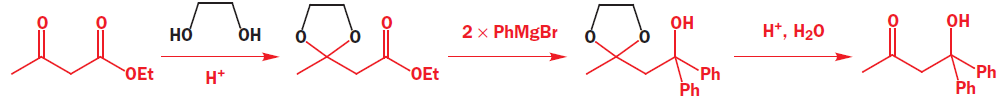 O O OEt
HO OH
H⁺
O O O OEt
2 × PhMgBr
O O OH Ph Ph
H⁺, H₂O
O OH Ph Ph